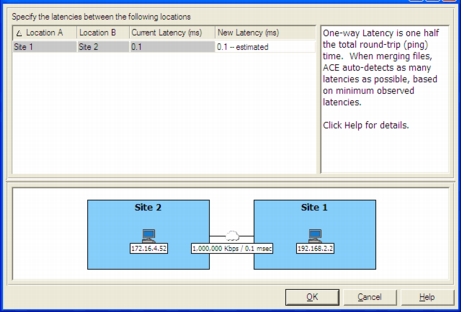 Specify the latencies between the following locations
Location A Location B Current Latency (ms) New Latency (ms)
Site 1 Site 2 0.1 0.1 -- estimated
One-way Latency is one half
the total round-trip (ping)
time. When merging files,
ACE auto-detects as many
latencies as possible, based
on minimum observed
latencies.
Click Help for details.
Site 2 Site 1
172.16.4.52 1,000,000 Kbps / 0.1 msec 192.168.2.2
OK Cancel Help